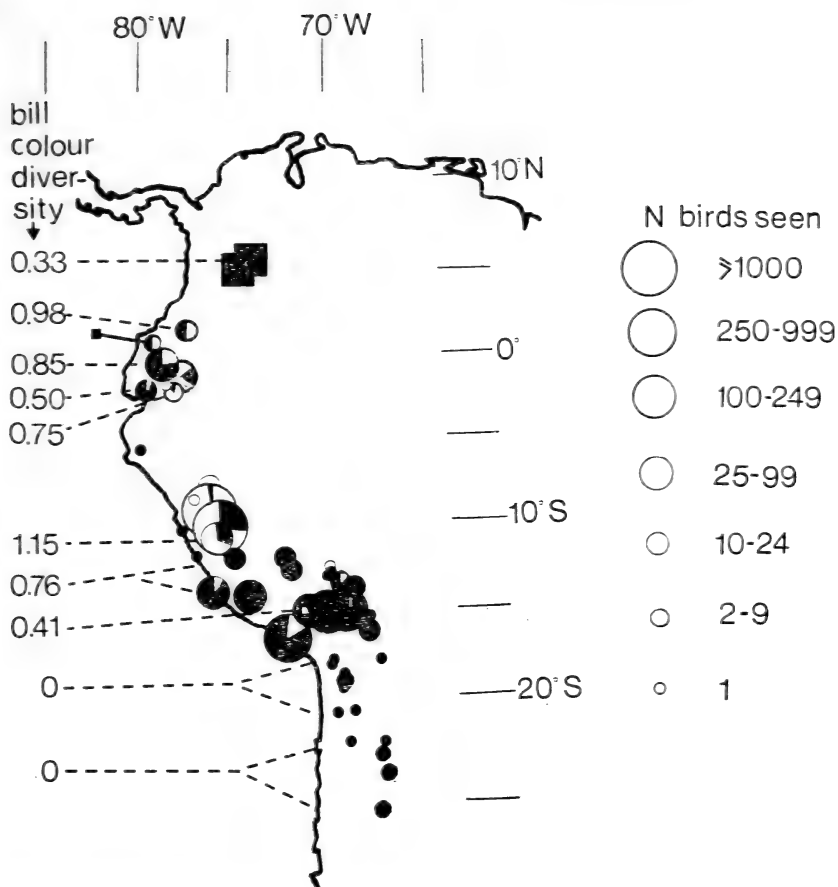 80°W 70°W
bill
colour
diver-
sity
10°N
0.33
0.98
0°
0.85
0.50
0.75
10°S
1.15
0.76
0.41
0
20°S
0
N birds seen
⩾1000
250-999
100-249
25-99
10-24
2-9
1